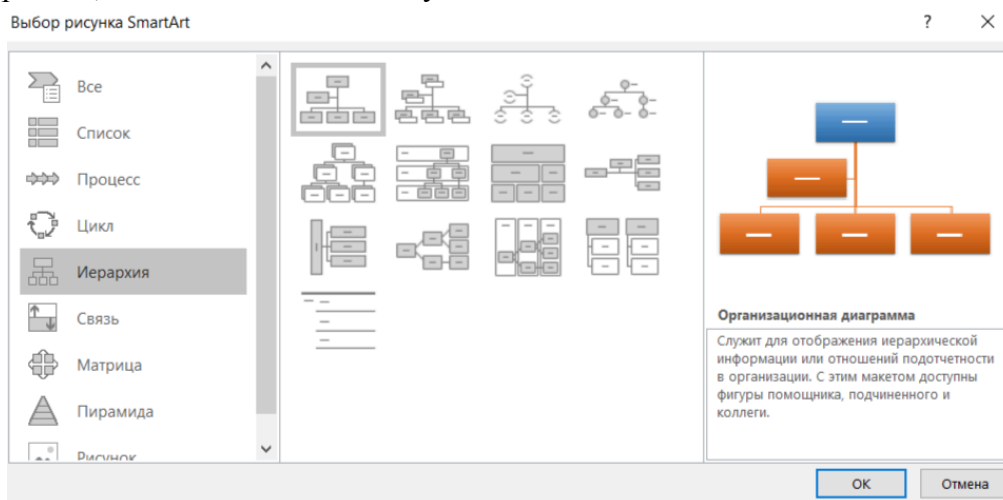 Выбор рисунка SmartArt
?
Все
Список
Процесс
Цикл
Иерархия
Связь
Матрица
Пирамида
Рисунок
Организационная диаграмма
Служит для отображения иерархической
информации или отношений подотчетности
в организации. С этим макетом доступны
фигуры помощника, подчиненного и
коллеги.
ОК
Отмена